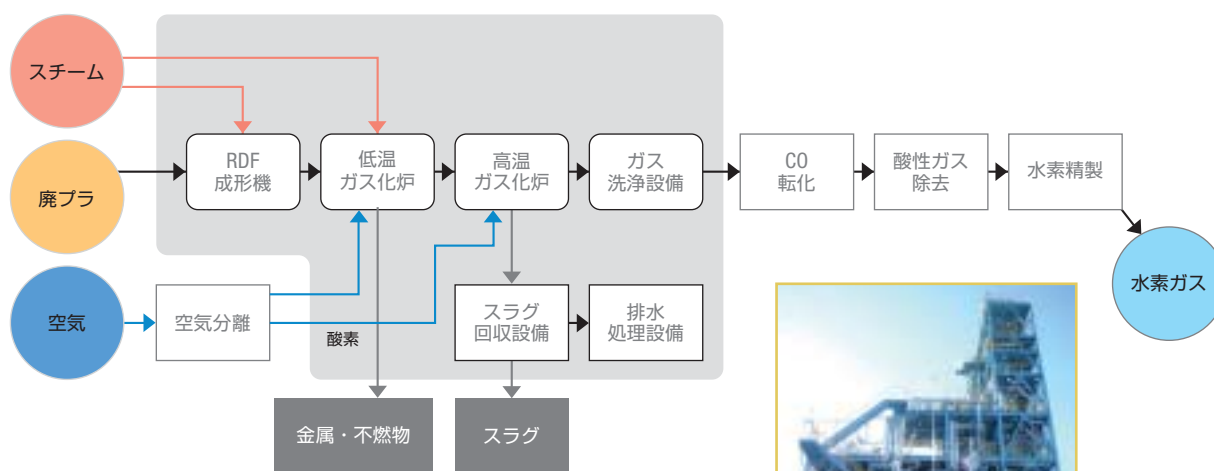 スチーム
廃プラ
RDF
成形機
低温
ガス化炉
高温
ガス化炉
ガス
洗浄設備
CO
転化
酸性ガス
除去
水素精製
水素ガス
空気
空気分離
酸素
スラグ
回収設備
排水
処理設備
金属・不燃物
スラグ